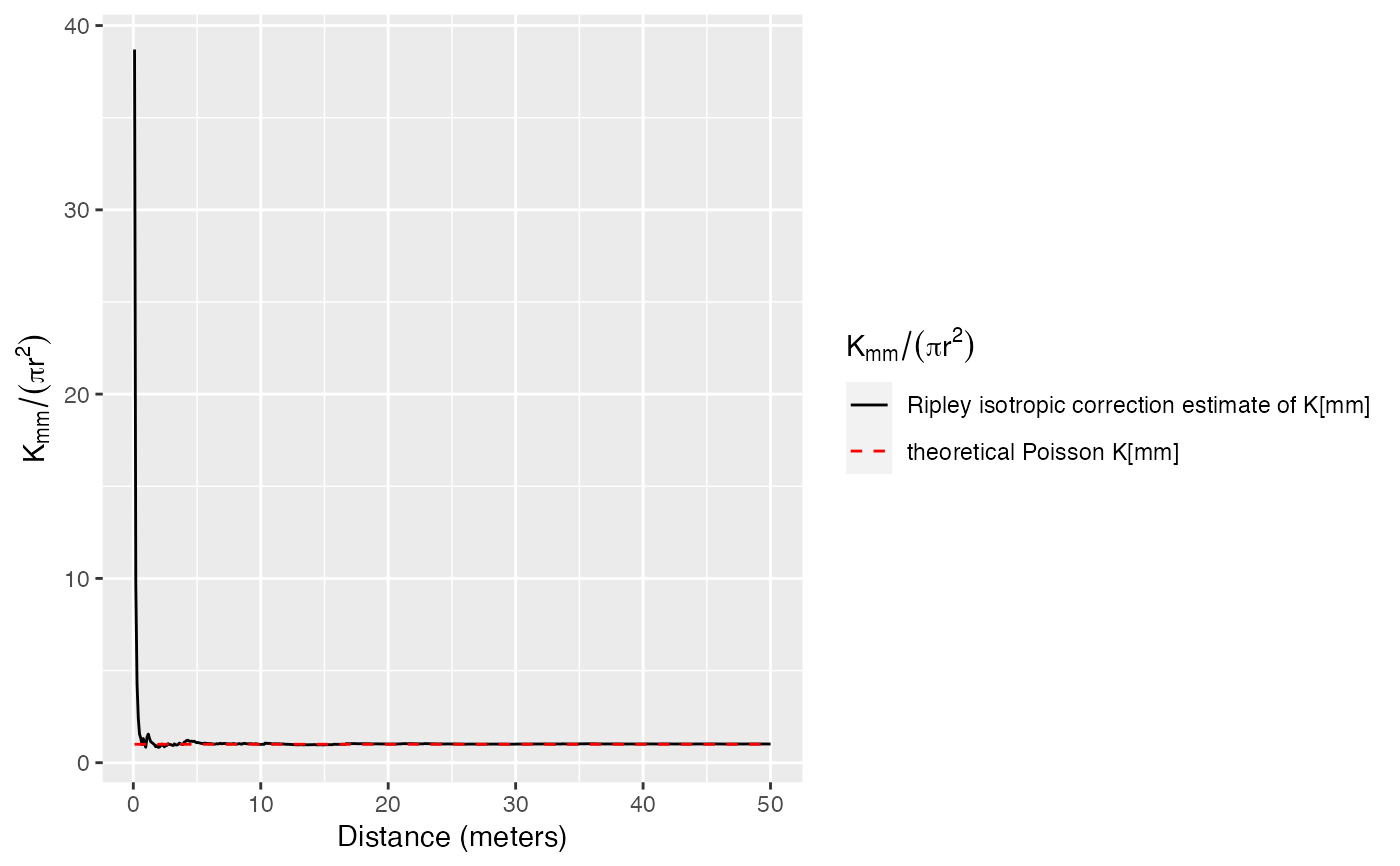 40
30
20
10
0
0 10 20 30 40 50
Distance (meters)
Kmm/(πr²)
Kmm/(πr²)
Ripley isotropic correction estimate of K[mm]
theoretical Poisson K[mm]